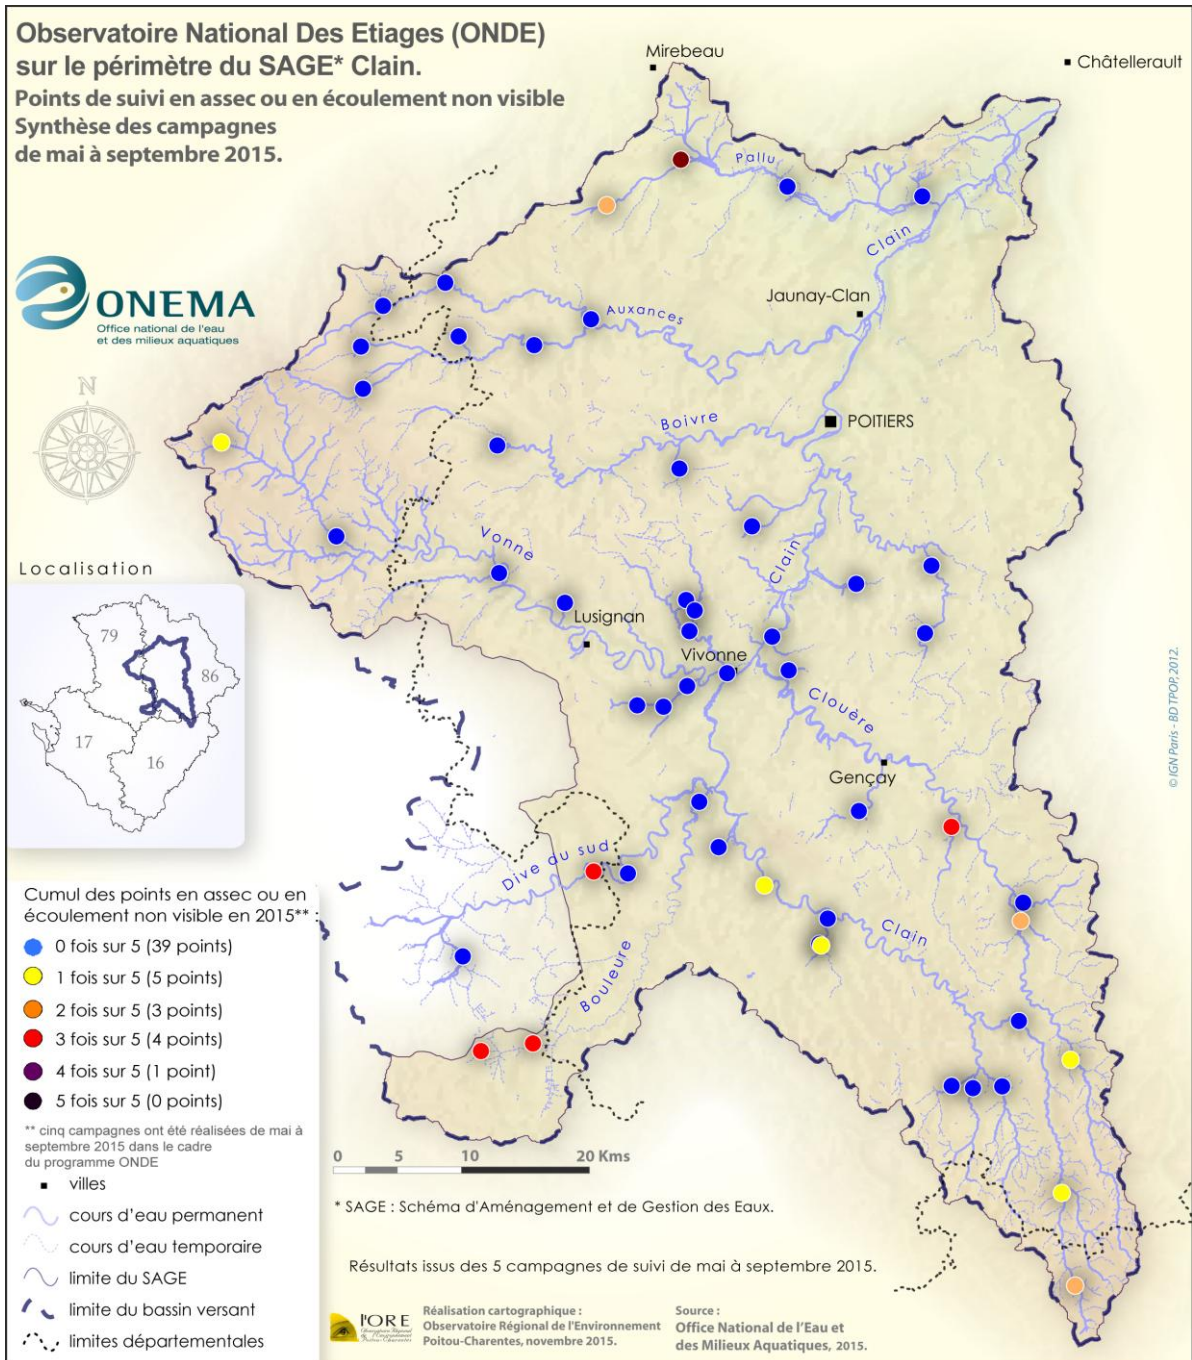 Observatoire National Des Etiages (ONDE)
sur le périmètre du SAGE* Clain.
Points de suivi en assec ou en écoulement non visible
Synthèse des campagnes
de mai à septembre 2015.
Mirebeau
Châtellerault
Pallu
Clain
ONEMA
Office national de l'eau
et des milieux aquatiques
Jaunay-Clan
Auxances
N
Boivre
POITIERS
Vonne
Clain
Localisation
79
86
17
16
Lusignan
Vivonne
Clouère
Gençay
© IGN Paris - BD TPOP, 2012.
Dive du sud
Clain
Bouleure
Cumul des points en assec ou en
écoulement non visible en 2015** :
0 fois sur 5 (39 points)
1 fois sur 5 (5 points)
2 fois sur 5 (3 points)
3 fois sur 5 (4 points)
4 fois sur 5 (1 point)
5 fois sur 5 (0 points)
** cinq campagnes ont été réalisées de mai à
septembre 2015 dans le cadre
du programme ONDE
villes
cours d'eau permanent
cours d'eau temporaire
limite du SAGE
limite du bassin versant
limites départementales
0 5 10 20 Kms
* SAGE : Schéma d'Aménagement et de Gestion des Eaux.
Résultats issus des 5 campagnes de suivi de mai à septembre 2015.
l'ORE
Observatoire Régional
de l'Environnement
Poitou-Charentes
Réalisation cartographique :
Observatoire Régional de l'Environnement
Poitou-Charentes, novembre 2015.
Source :
Office National de l'Eau et
des Milieux Aquatiques, 2015.